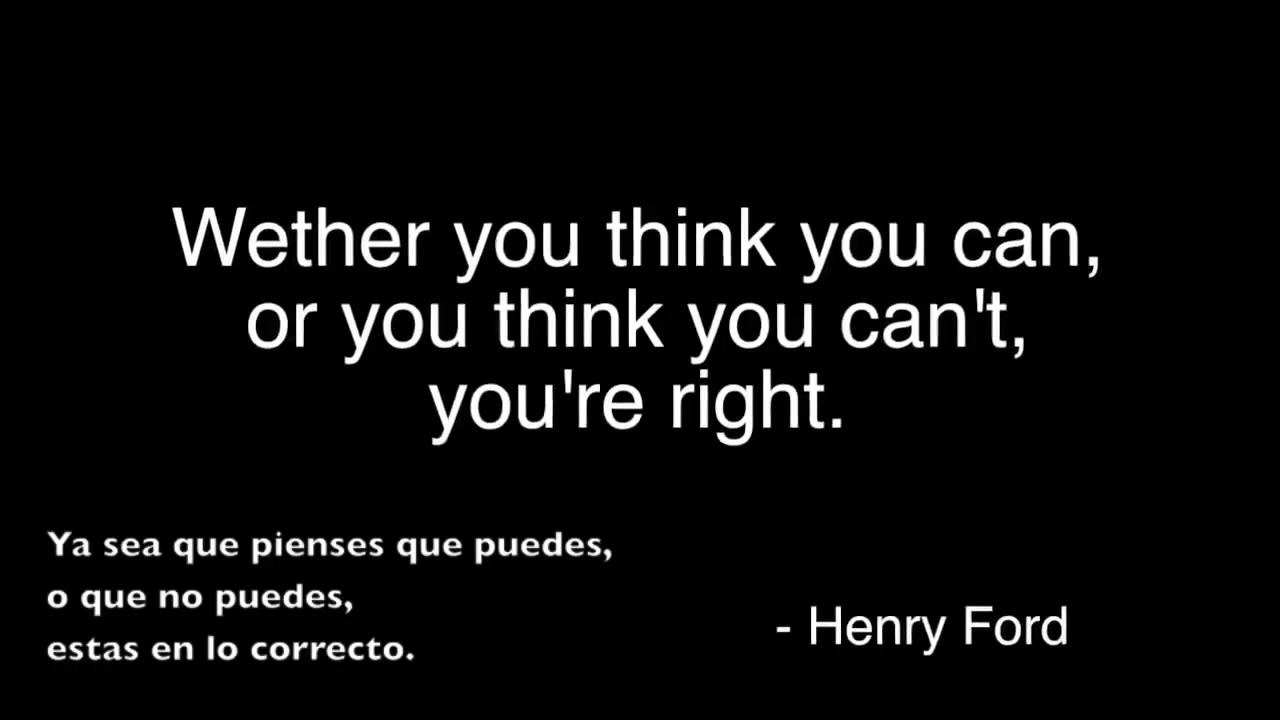 Wether you think you can,
or you think you can't,
you're right.
Ya sea que pienses que puedes,
o que no puedes,
estas en lo correcto.
- Henry Ford